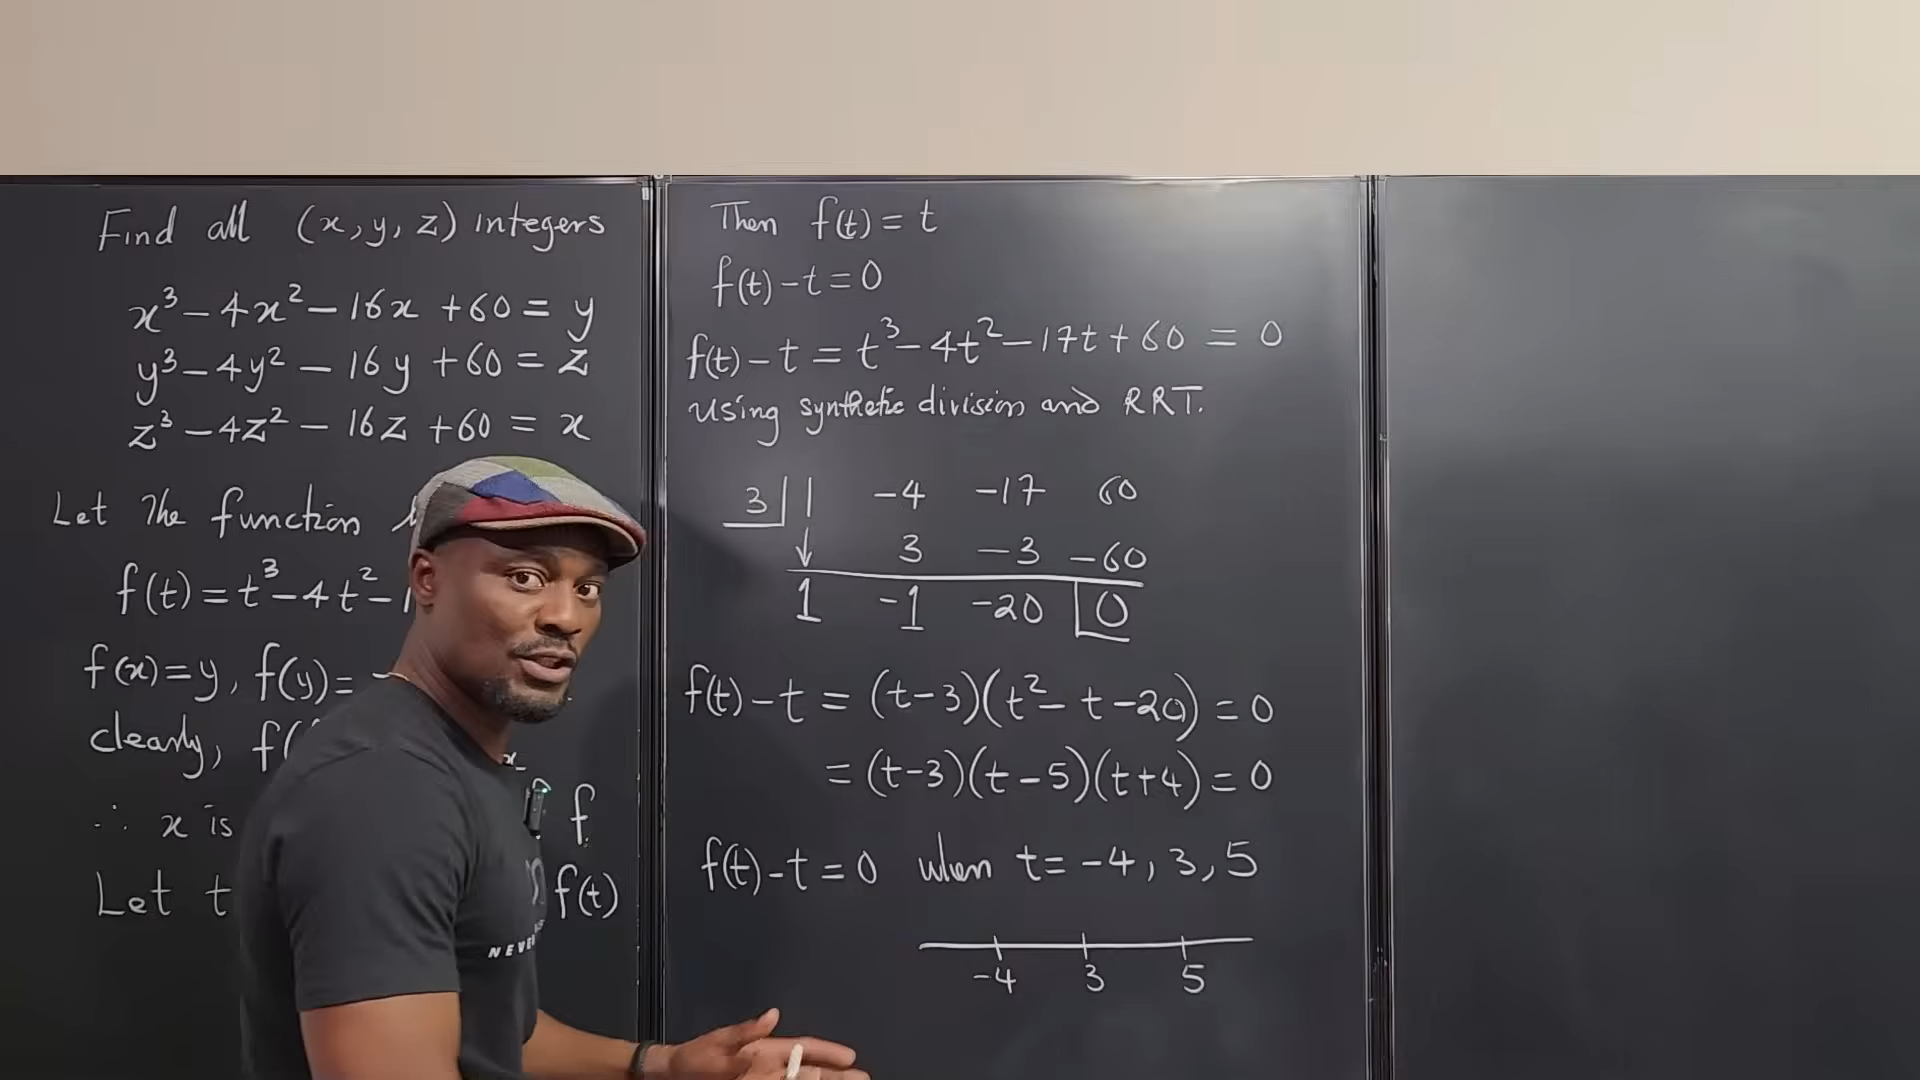 Find all (x, y, z) integers
x³ - 4x² - 16x + 60 = y
y³ - 4y² - 16y + 60 = z
z³ - 4z² - 16z + 60 = x
Let the function
f(t) = t³ - 4t² - 1
f(x) = y, f(y) =
clearly, f(
x
∴ x is f
Let t f(t)
NEVE
Then f(t) = t
f(t) - t = 0
f(t) - t = t³ - 4t² - 17t + 60 = 0
Using synthetic division and RRT.
3 | 1 -4 -17 60
↓ 3 -3 -60
1 -1 -20 0
f(t) - t = (t-3)(t² - t - 20) = 0
= (t-3)(t-5)(t+4) = 0
f(t) - t = 0 when t = -4, 3, 5
-4 3 5